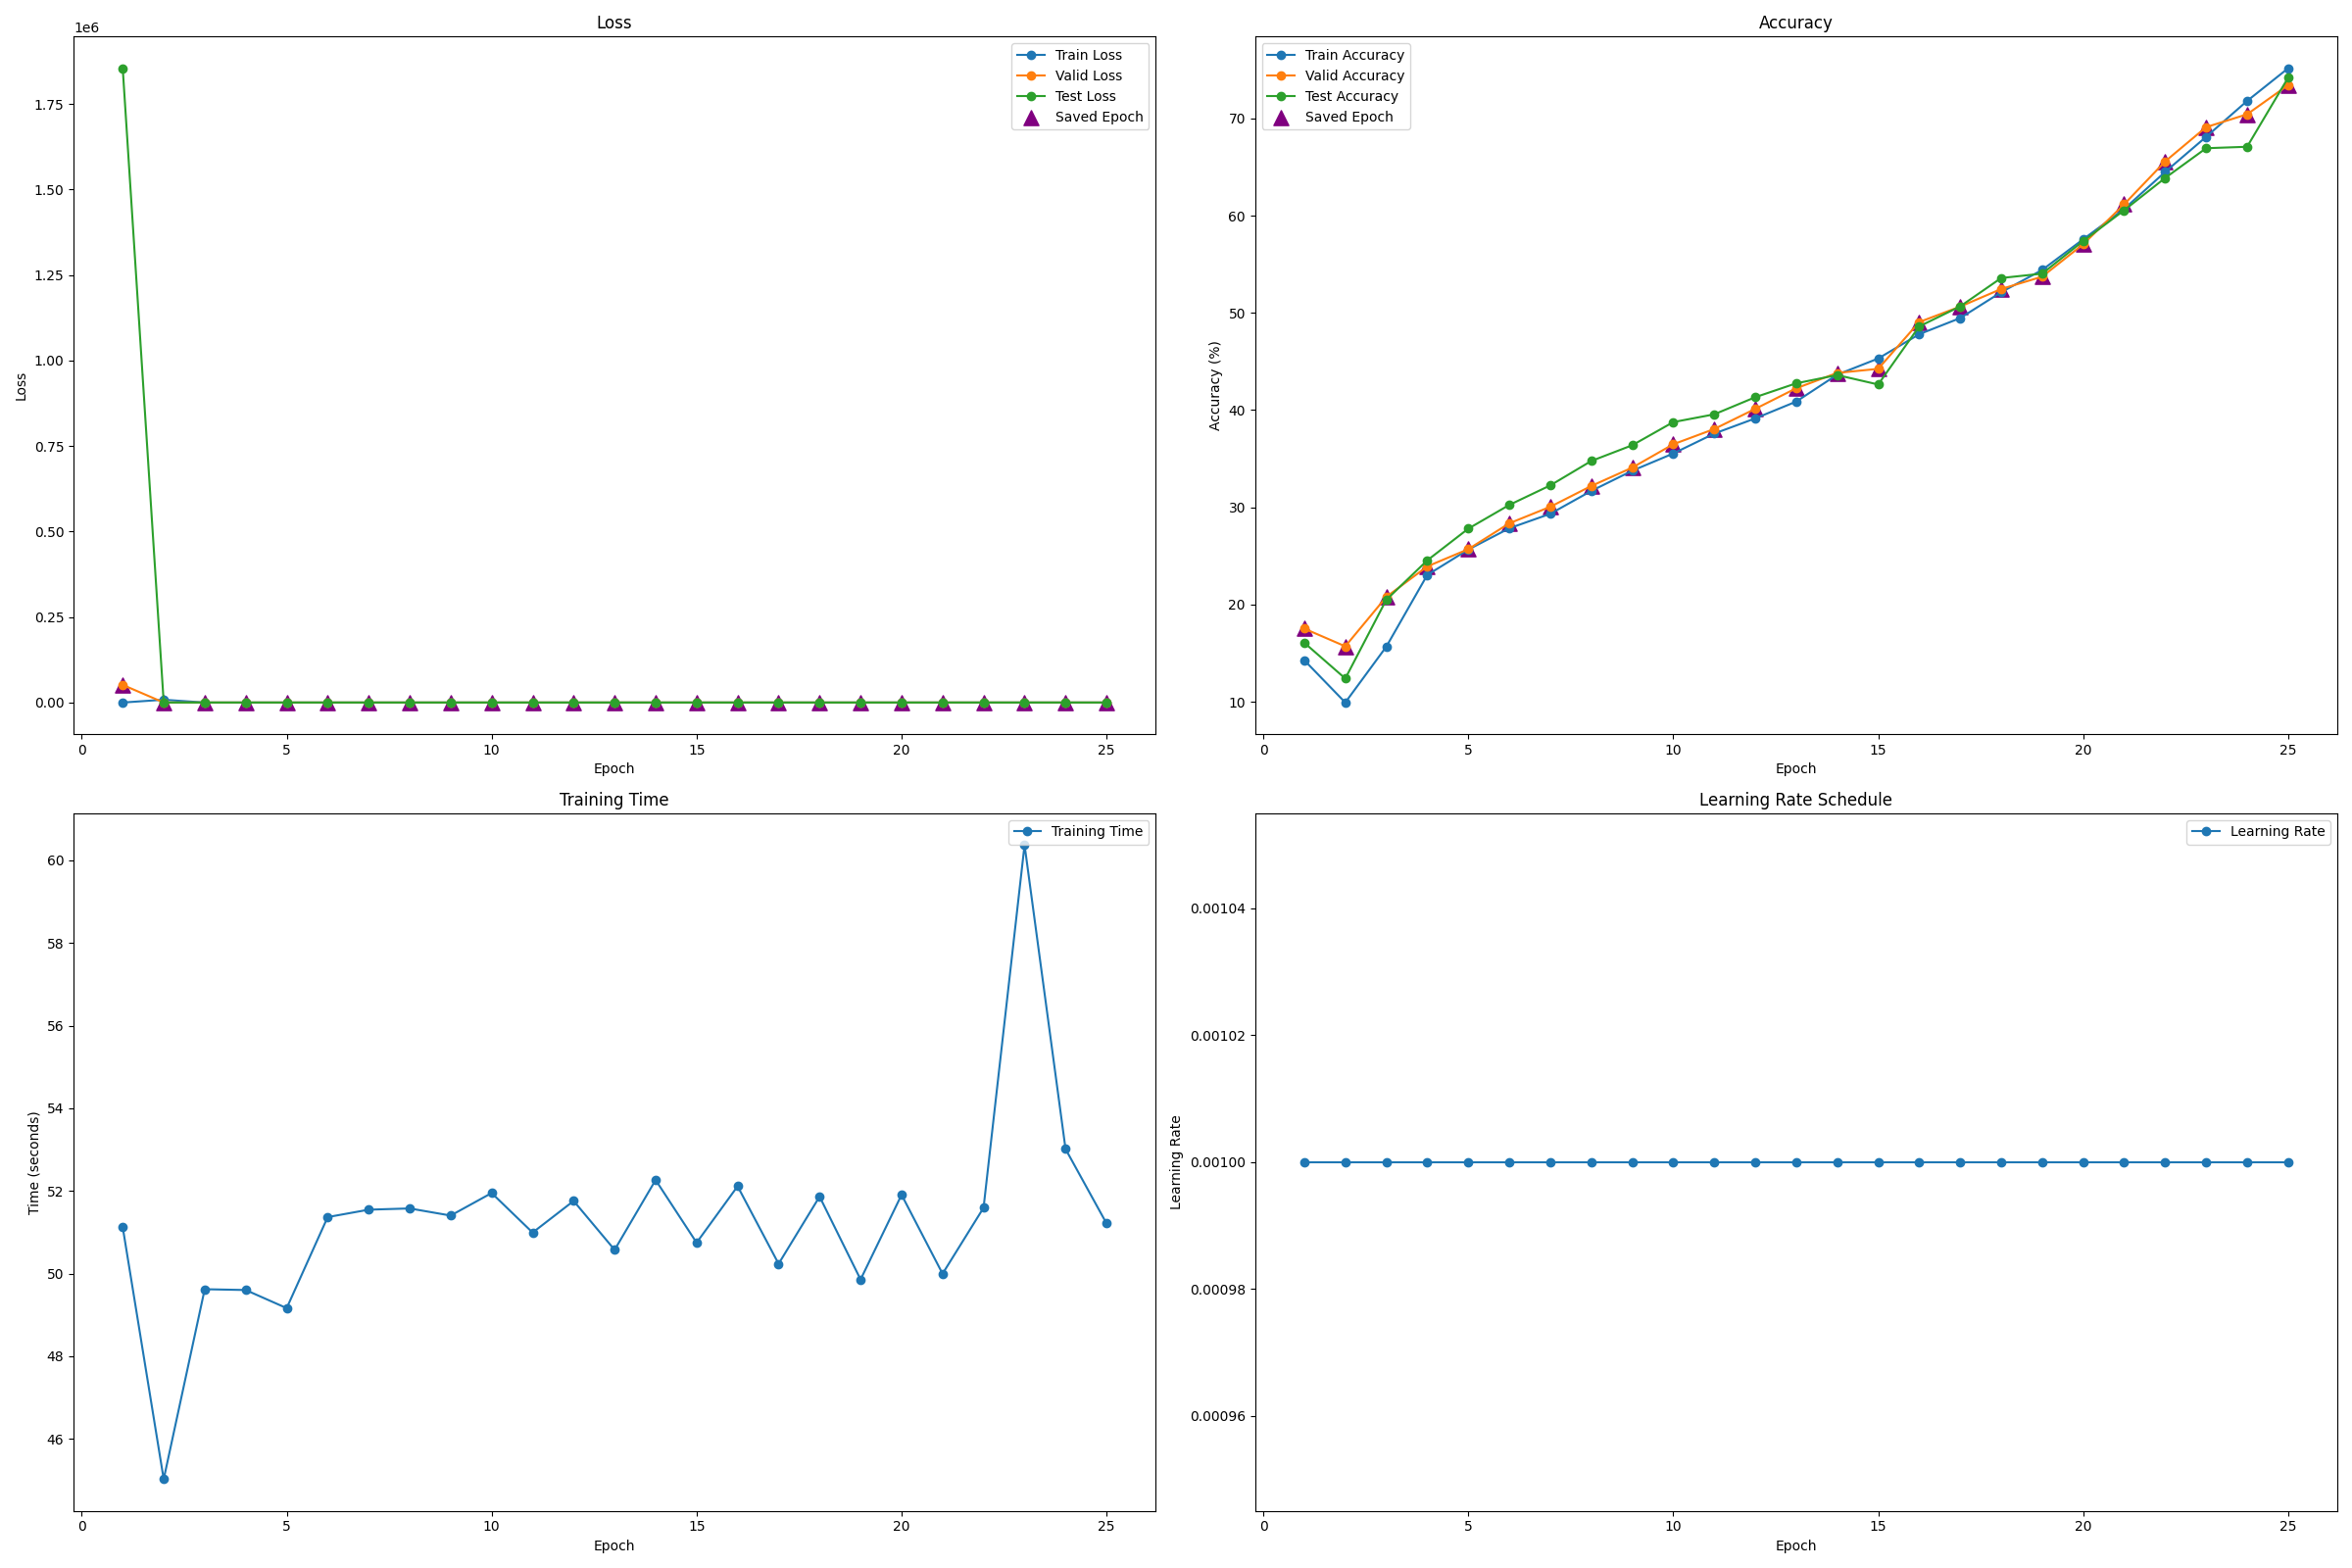 Loss
1e6
1.75
1.50
1.25
1.00
0.75
0.50
0.25
0.00
Loss
0 5 10 15 20 25
Epoch
Train Loss
Valid Loss
Test Loss
Saved Epoch
Accuracy
70
60
50
40
30
20
10
Accuracy (%)
0 5 10 15 20 25
Epoch
Train Accuracy
Valid Accuracy
Test Accuracy
Saved Epoch
Training Time
60
58
56
54
52
50
48
46
Time (seconds)
0 5 10 15 20 25
Epoch
Training Time
Learning Rate Schedule
0.00104
0.00102
0.00100
0.00098
0.00096
Learning Rate
0 5 10 15 20 25
Epoch
Learning Rate